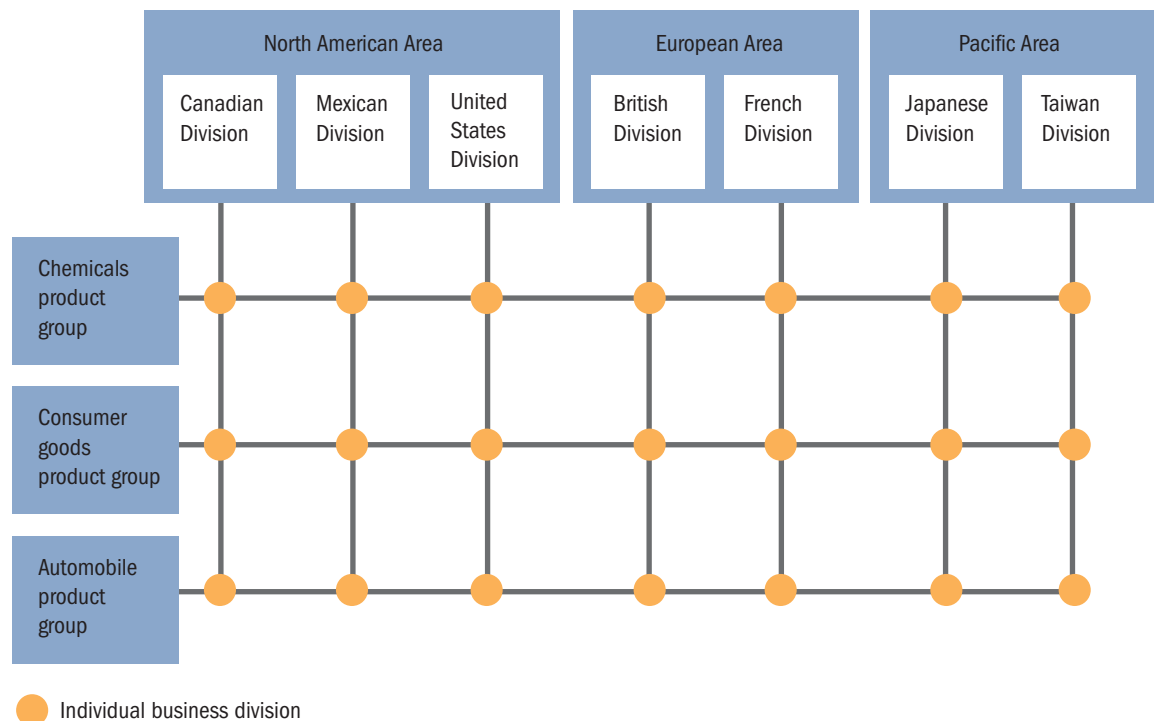 North American Area
Canadian
Division
Mexican
Division
United
States
Division
European Area
British
Division
French
Division
Pacific Area
Japanese
Division
Taiwan
Division
Chemicals
product
group
Consumer
goods
product group
Automobile
product
group
Individual business division